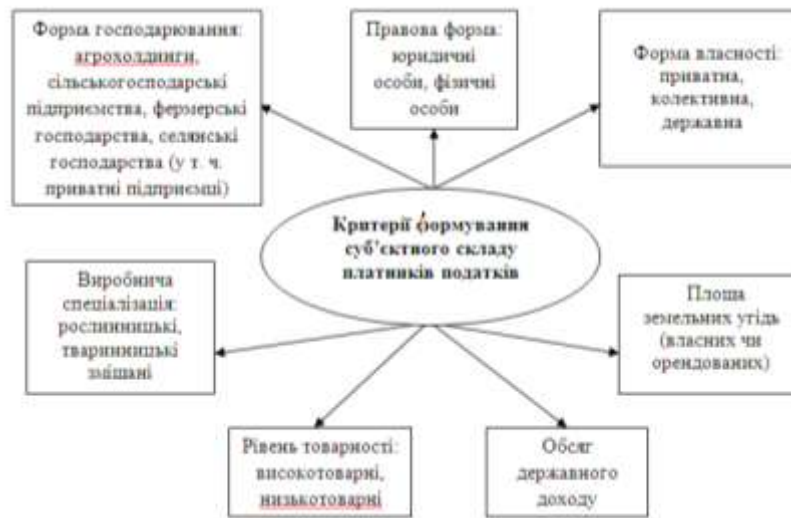 Форма господарювання:
агрохолдинги,
сільськогосподарські
підприємства, фермерські
господарства, селянські
господарства (у т. ч.
приватні підприємці)
Правова форма:
юридичні
особи, фізичні
особи
Форма власності:
приватна,
колективна,
державна
Критерії формування
суб’єктного складу
платників податків
Виробнича
спеціалізація:
рослинницькі,
тваринницькі
змішані
Площа
земельних угідь
(власних чи
орендованих)
Рівень товарності:
високотоварні,
низькотоварні
Обсяг
державного
доходу